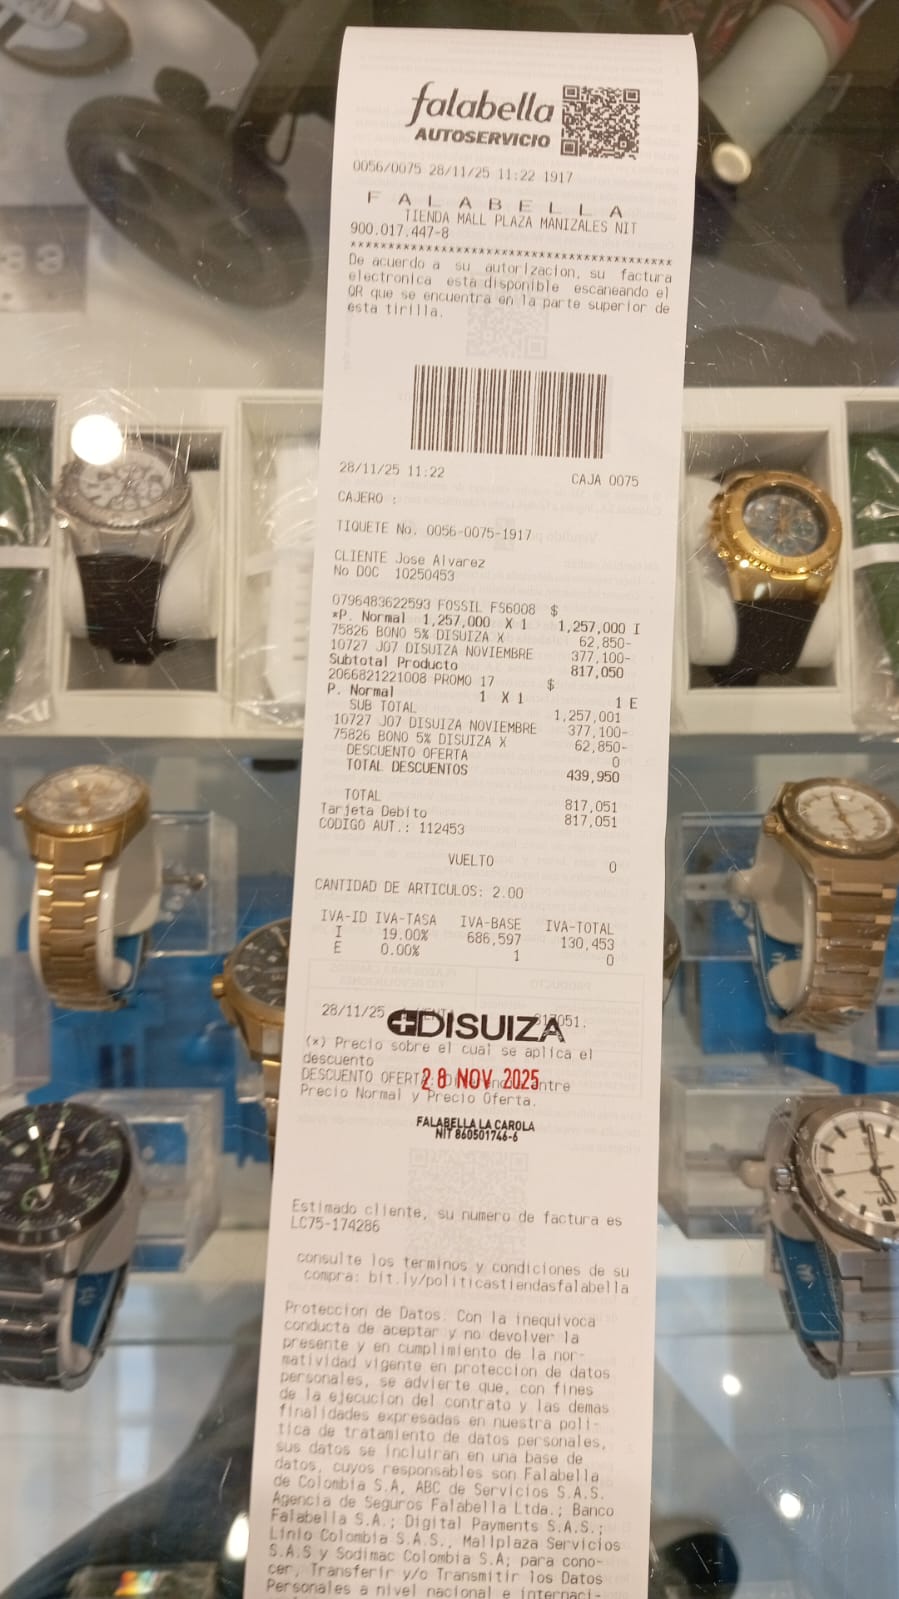 falabella
AUTOSERVICIO
0056/0075 28/11/25 11:22 1917
F A L A B E L L A
TIENDA MALL PLAZA MANIZALES NIT
900.017.447-8
****************************************
De acuerdo a su autorizacion, su factura
electronica esta disponible escaneando el
QR que se encuentra en la parte superior de
esta tirilla.
28/11/25 11:22 CAJA 0075
CAJERO :
TIQUETE No. 0056-0075-1917
CLIENTE Jose Alvarez
No DOC 10250453
0796483622593 FOSSIL FS6008 $
*P. Normal 1,257,000 X 1 1,257,000 I
75826 BONO 5% DISUIZA X 62,850-
10727 J07 DISUIZA NOVIEMBRE 377,100-
Subtotal Producto 817,050
2066821221008 PROMO 17 $
P. Normal 1 X 1 1 E
SUB TOTAL 1,257,001
10727 J07 DISUIZA NOVIEMBRE 377,100-
75826 BONO 5% DISUIZA X 62,850-
DESCUENTO OFERTA 0
TOTAL DESCUENTOS 439,950
TOTAL 817,051
Tarjeta Debito 817,051
CODIGO AUT.: 112453
VUELTO 0
CANTIDAD DE ARTICULOS: 2.00
IVA-ID IVA-TASA IVA-BASE IVA-TOTAL
I 19.00% 686,597 130,453
E 0.00% 1 0
28/11/25
DISUIZA
(*) Precio sobre el cual se aplica el
descuento
DESCUENTO OFERTA: entre
28 NOV 2025
Precio Normal y Precio Oferta.
FALABELLA LA CAROLA
NIT 860501746-6
Estimado cliente, su numero de factura es
LC75-174286
consulte los terminos y condiciones de su
compra: bit.ly/politicastiendasfalabella
Proteccion de Datos. Con la inequivoca
conducta de aceptar y no devolver la
presente y en cumplimiento de la nor-
matividad vigente en proteccion de datos
personales, se advierte que, con fines
de la ejecucion del contrato y las demas
finalidades expresadas en nuestra poli-
tica de tratamiento de datos personales,
sus datos se incluiran en una base de
datos, cuyos responsables son Falabella
de Colombia S.A, ABC de Servicios S.A.S,
Agencia de Seguros Falabella Ltda.; Banco
Falabella S.A.; Digital Payments S.A.S.;
Linio Colombia S.A.S., Mallplaza Servicios
S.A.S y Sodimac Colombia S.A; para cono-
cer, Transferir y/o Transmitir los Datos
Personales a nivel nacional e internaci-